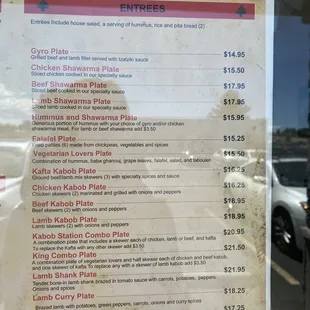 ENTREES
Entrées include house salad, a serving of hummus, rice and pita bread (2)
Gyro Plate $14.95
Grilled beef and lamb fillet served with tzatziki sauce
Chicken Shawarma Plate $15.50
Sliced chicken cooked in our specialty sauce
Beef Shawarma Plate $17.95
Sliced beef cooked in our specialty sauce
Lamb Shawarma Plate $17.95
Sliced lamb cooked in our specialty sauce
Hummus and Shawarma Plate $15.95
Generous portion of hummus with your choice of gyro and/or chicken
shawarma meat. For lamb or beef shawarma add $3.50
Falafel Plate $15.25
Fried patties (6) made from chickpeas, vegetables and spices
Vegetarian Lovers Plate $15.50
Combination of hummus, baba ghanouj, grape leaves, falafel, salad, and tabouleh
Kafta Kabob Plate $16.25
Ground beef/lamb mix skewers (3) with specialty spices and sauce
Chicken Kabob Plate $16.25
Chicken skewers (2) marinated and grilled with onions and peppers
Beef Kabob Plate $18.95
Beef skewers (2) with onions and peppers
Lamb Kabob Plate $18.95
Lamb skewers (2) with onions and peppers
Kabob Station Combo Plate $20.95
A combination plate that includes a skewer each of chicken, lamb or beef, and kafta
To replace the Kafta with any other skewer add $3.50
King Combo Plate $21.50
A combination plate of vegetarian lovers and half skewer each of chicken and beef kabob,
and one skewer of kafta To replace any with a skewer of lamb kabob add $3.50
Lamb Shank Plate $21.95
Tender bone-in lamb shank brazed in tomato sauce with carrots, potatoes, peppers,
Onions and spices
Lamb Curry Plate $18.25
Brazed lamb with potatoes, green peppers, carrots, onions and curry spices
$17.25